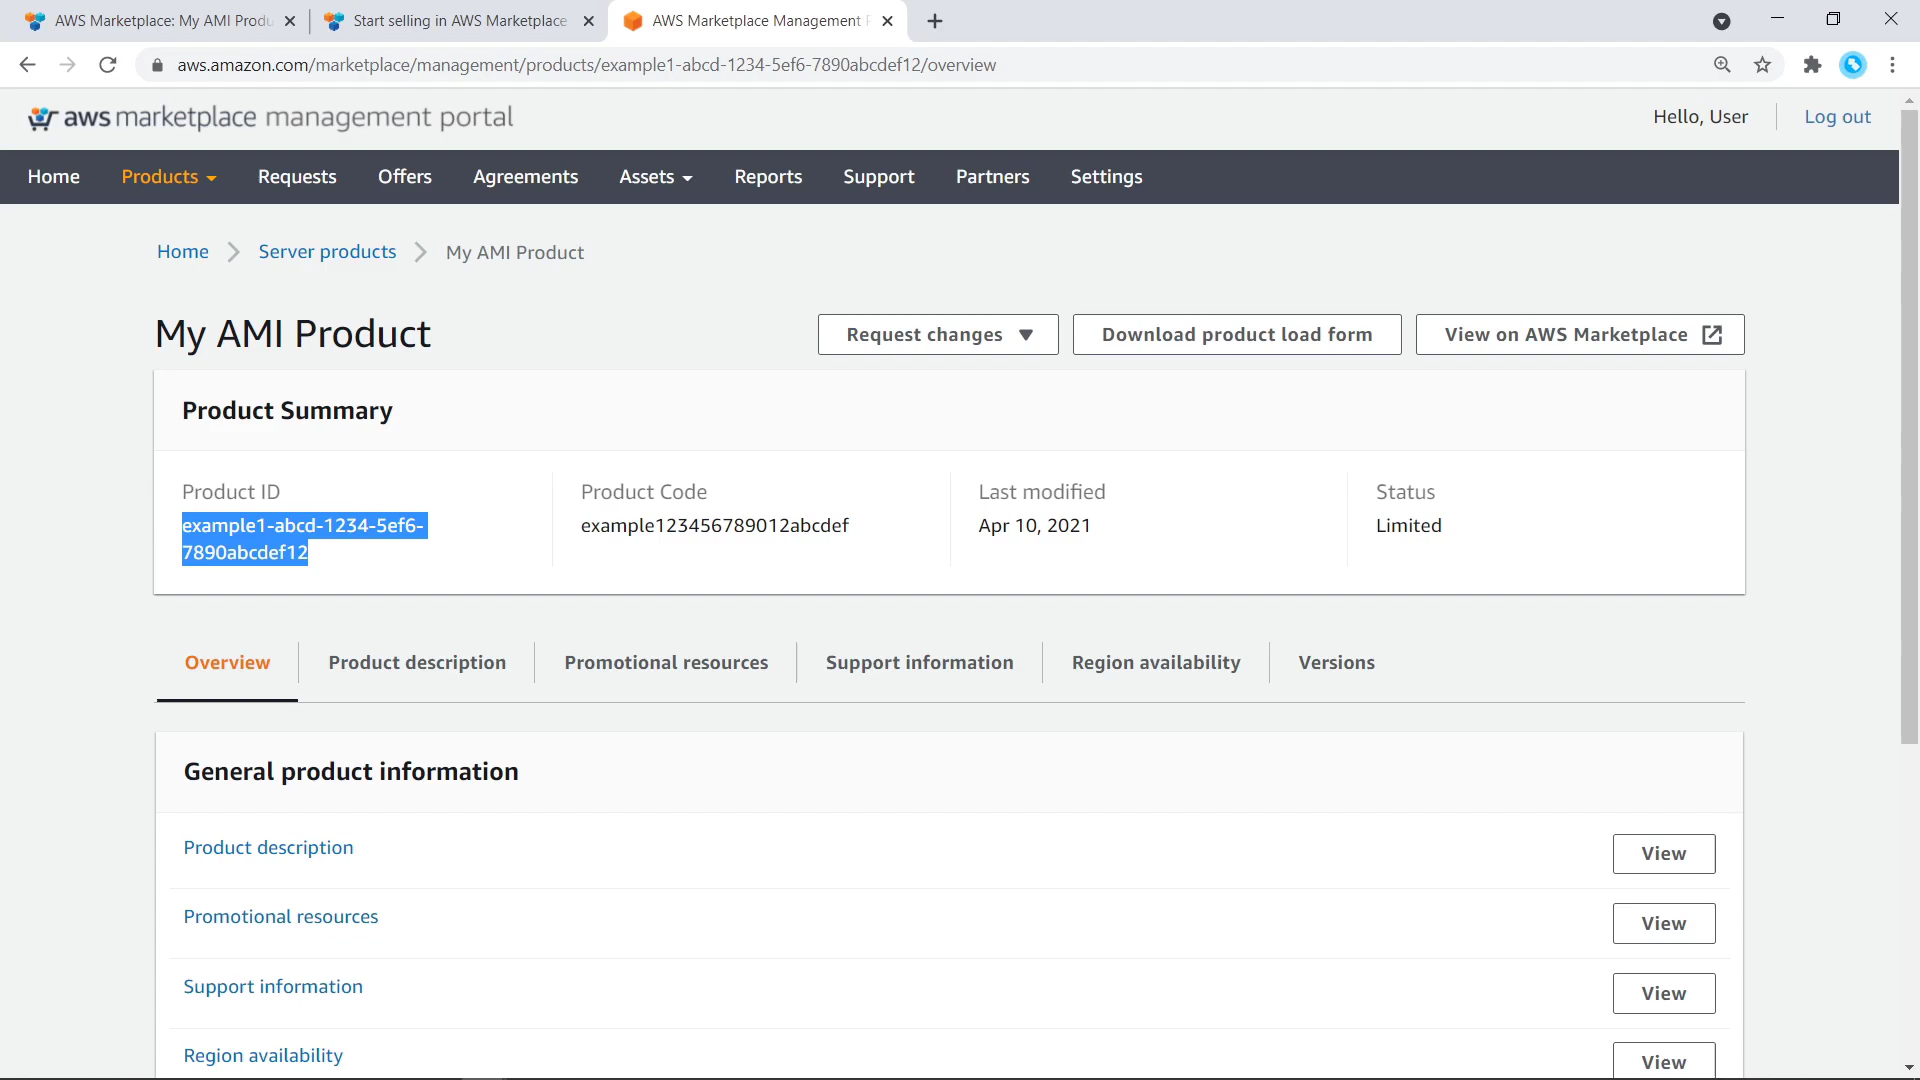 AWS Marketplace: My AMI Produ
Start selling in AWS Marketplace
AWS Marketplace Management P
aws.amazon.com/marketplace/management/products/example1-abcd-1234-5ef6-7890abcdef12/overview
aws marketplace management portal
Hello, User
Log out
Home
Products
Requests
Offers
Agreements
Assets
Reports
Support
Partners
Settings
Home
Server products
My AMI Product
My AMI Product
Request changes
Download product load form
View on AWS Marketplace
Product Summary
Product ID
example1-abcd-1234-5ef6-
7890abcdef12
Product Code
example123456789012abcdef
Last modified
Apr 10, 2021
Status
Limited
Overview
Product description
Promotional resources
Support information
Region availability
Versions
General product information
Product description
View
Promotional resources
View
Support information
View
Region availability
View